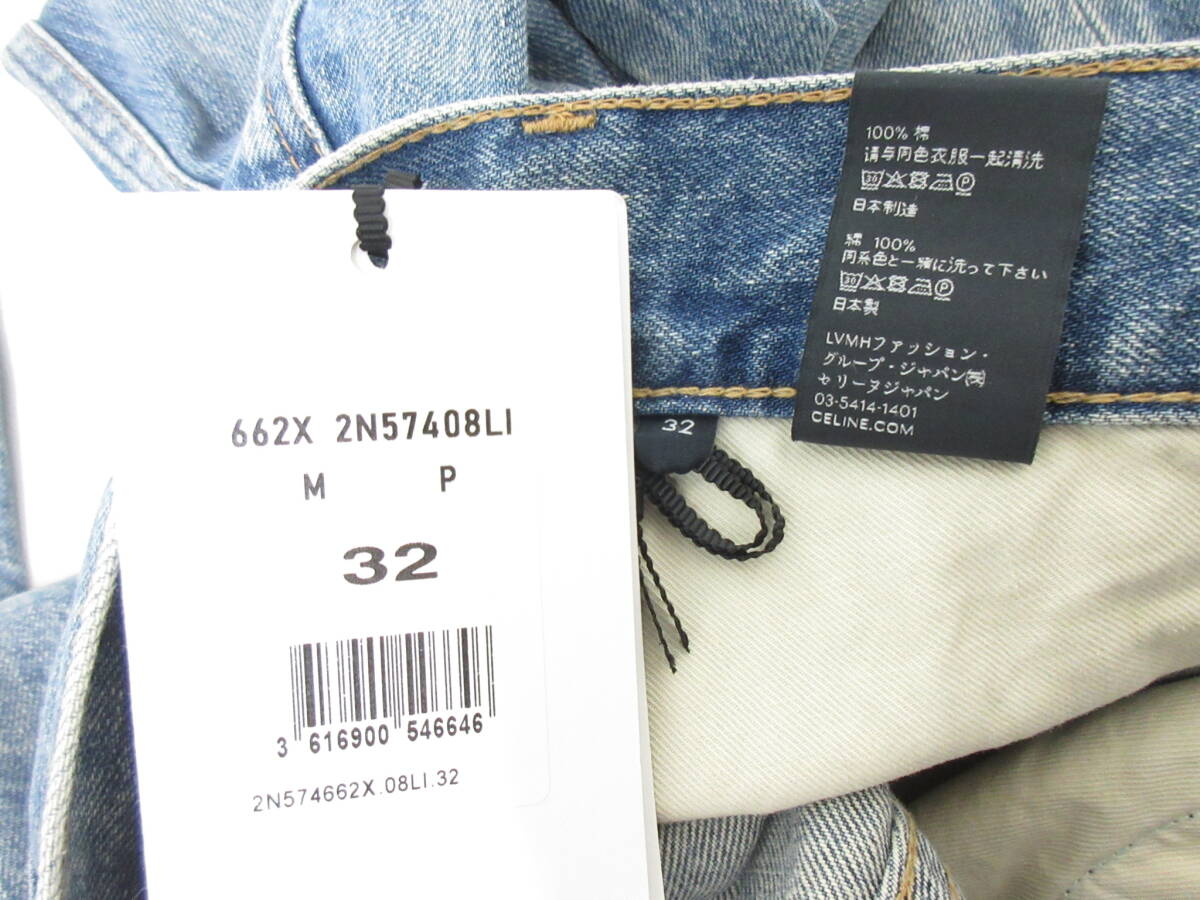 662X 2N57408LI
M P
32
3 616900 546646
2N574662X.08LI.32
32
100% 棉
请与同色衣服一起清洗
30 P
日本制造
綿 100%
同系色と一緒に洗って下さい
30 P
日本製
LVMHファッション・
グループ・ジャパン㈱
セリーヌジャパン
03-5414-1401
CELINE.COM